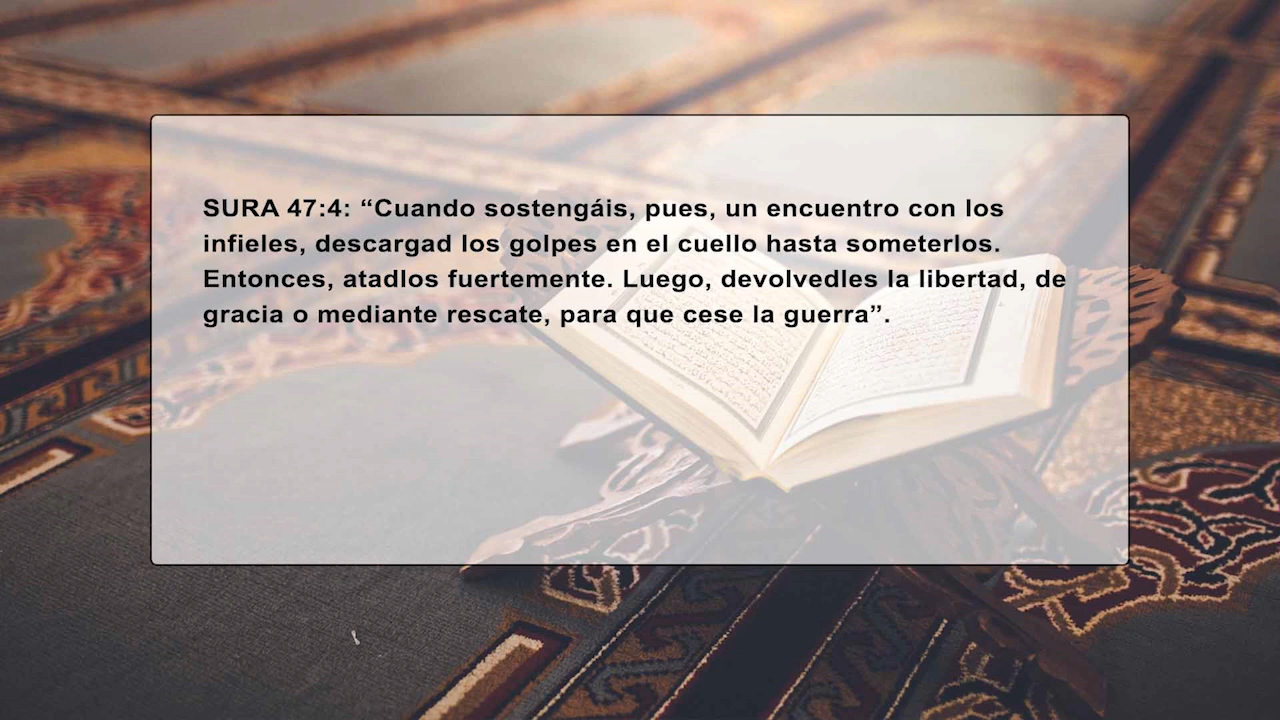 SURA 47:4: “Cuando sostengáis, pues, un encuentro con los
infieles, descargad los golpes en el cuello hasta someterlos.
Entonces, atadlos fuertemente. Luego, devolvedles la libertad, de
gracia o mediante rescate, para que cese la guerra”.